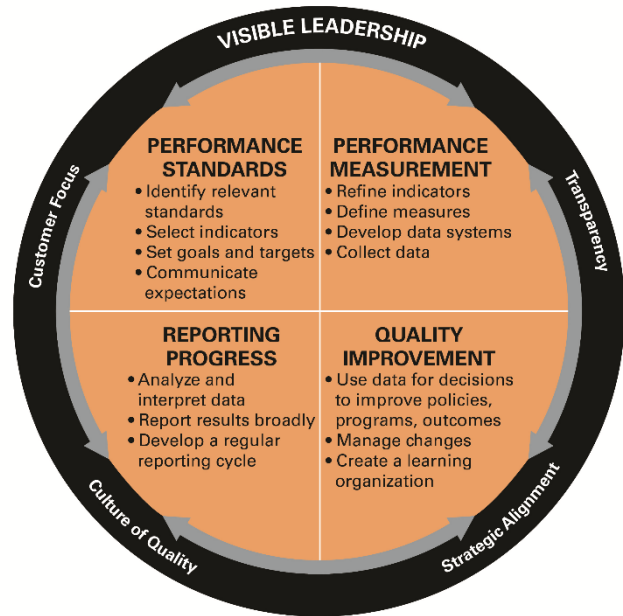 VISIBLE LEADERSHIP
Customer Focus
Transparency
PERFORMANCE
STANDARDS
• Identify relevant
standards
• Select indicators
• Set goals and targets
• Communicate
expectations
PERFORMANCE
MEASUREMENT
• Refine indicators
• Define measures
• Develop data systems
• Collect data
REPORTING
PROGRESS
• Analyze and
interpret data
• Report results broadly
• Develop a regular
reporting cycle
QUALITY
IMPROVEMENT
• Use data for decisions
to improve policies,
programs, outcomes
• Manage changes
• Create a learning
organization
Culture of Quality
Strategic Alignment